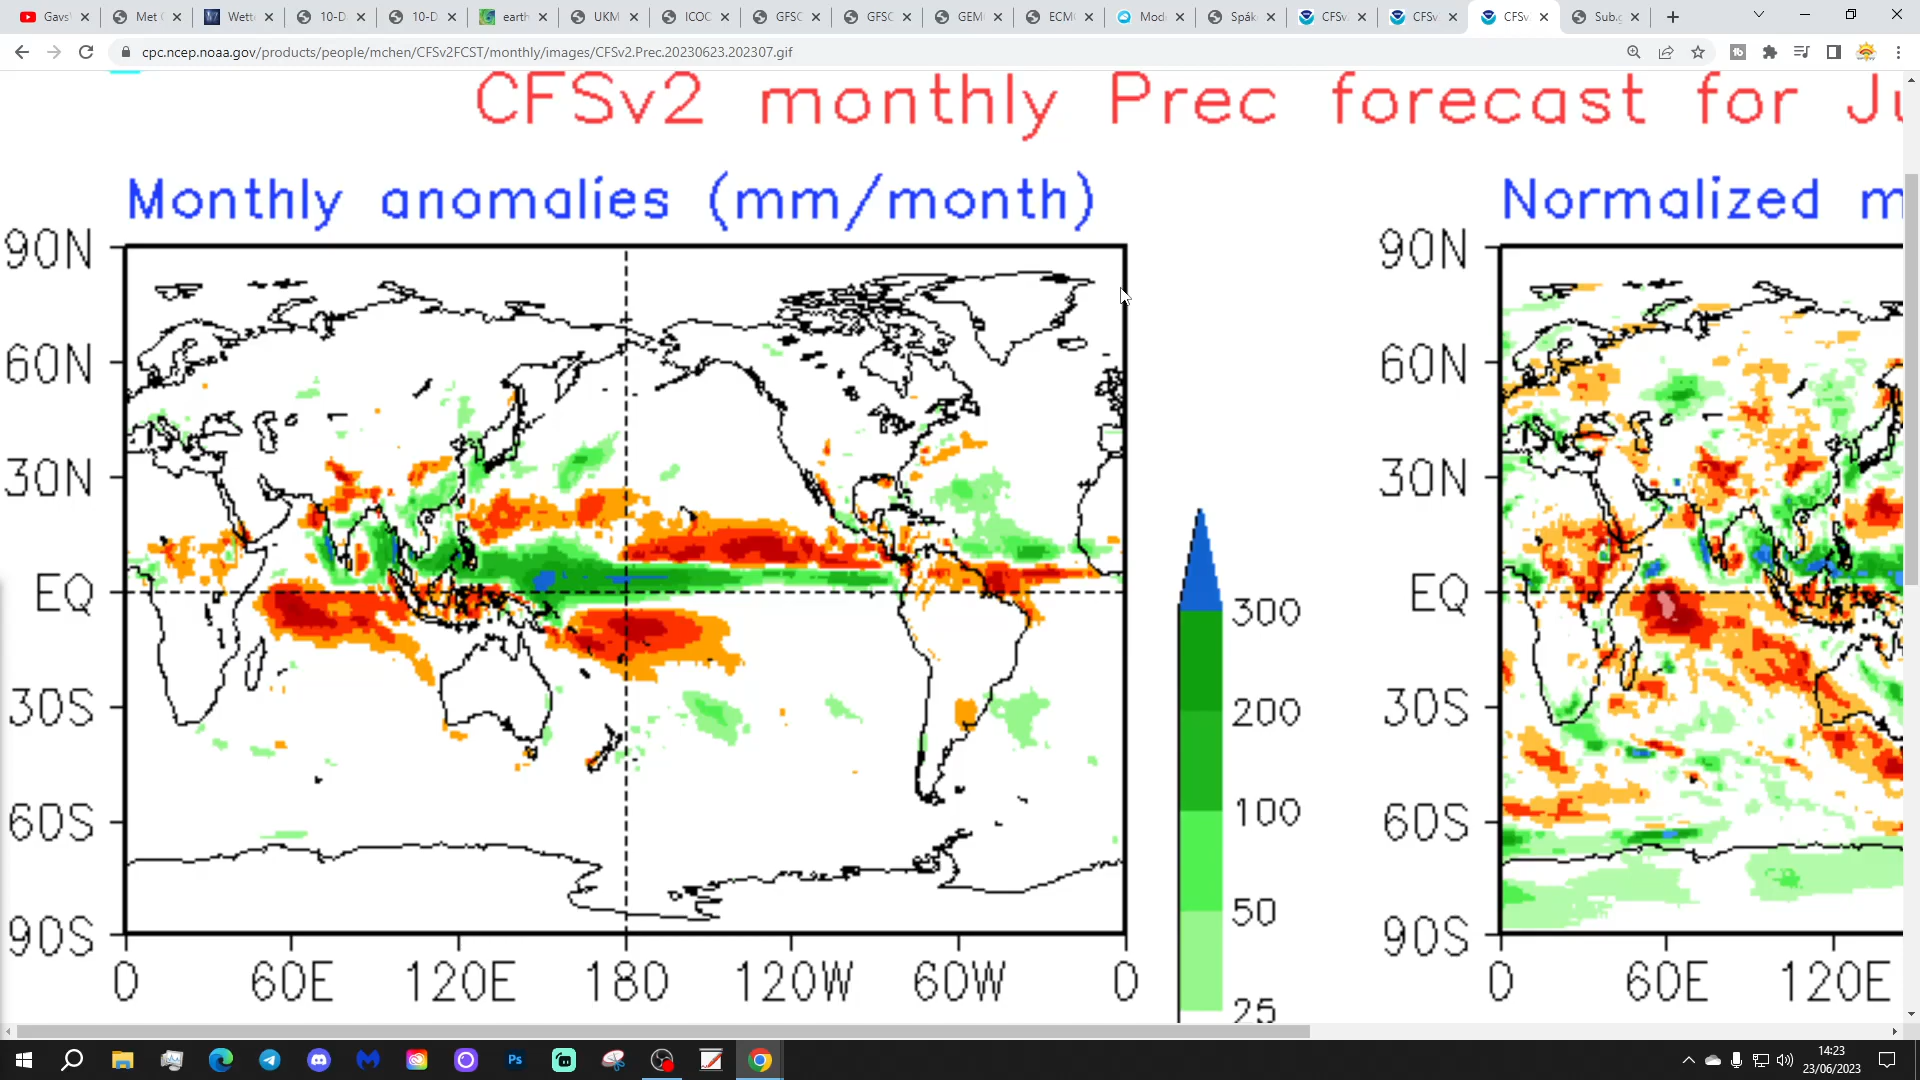 Gavs
Met
Wett
10-D
10-D
earth
UKM
ICOC
GFSC
GFSC
GEM
ECM
Mod
Spák
CFSv
CFSv
CFSv
Sub.g
cpc.ncep.noaa.gov/products/people/mchen/CFSv2FCST/monthly/images/CFSv2.Prec.20230623.202307.gif
CFSv2 monthly Prec forecast for Ju
Monthly anomalies (mm/month)
Normalized m
90N
60N
30N
EQ
30S
60S
90S
0 60E 120E 180 120W 60W 0
300
200
100
50
25
90N
60N
30N
EQ
30S
60S
90S
0 60E 120E
Ps
14:23
23/06/2023